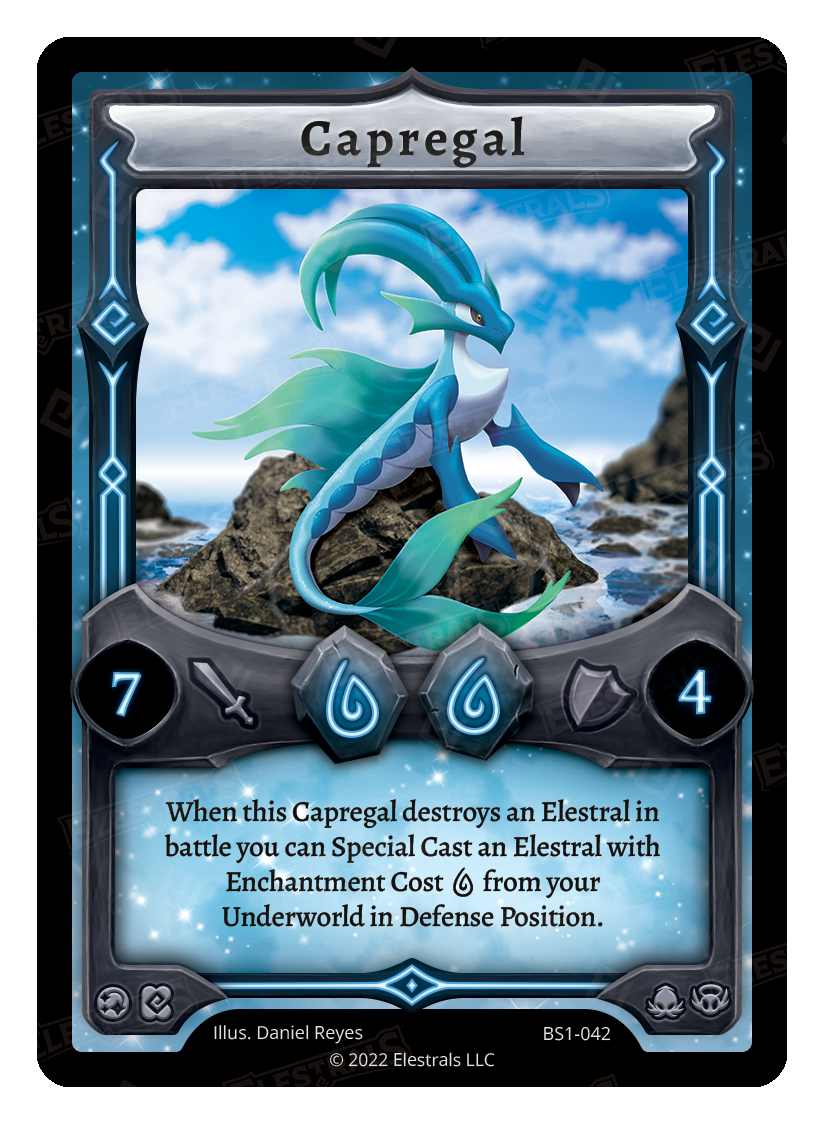 Capregal
7
4
When this Capregal destroys an Elestral in
battle you can Special Cast an Elestral with
Enchantment Cost from your
Underworld in Defense Position.
Illus. Daniel Reyes
BS1-042
© 2022 Elestrals LLC
ELESTRALS